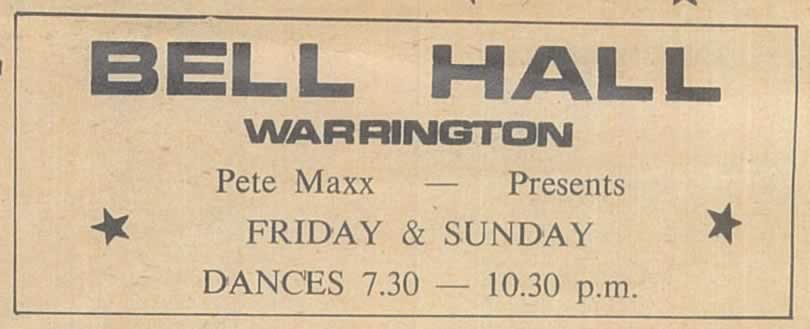 BELL HALL
WARRINGTON
Pete Maxx — Presents
FRIDAY & SUNDAY
DANCES 7.30 — 10.30 p.m.